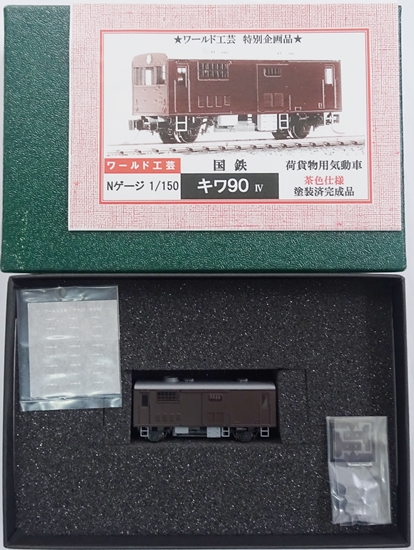 ★ワールド工芸 特別企画品★
ワールド工芸 国鉄 荷貨物用気動車
Nゲージ 1/150 キワ90 Ⅳ 茶色仕様
塗装済完成品